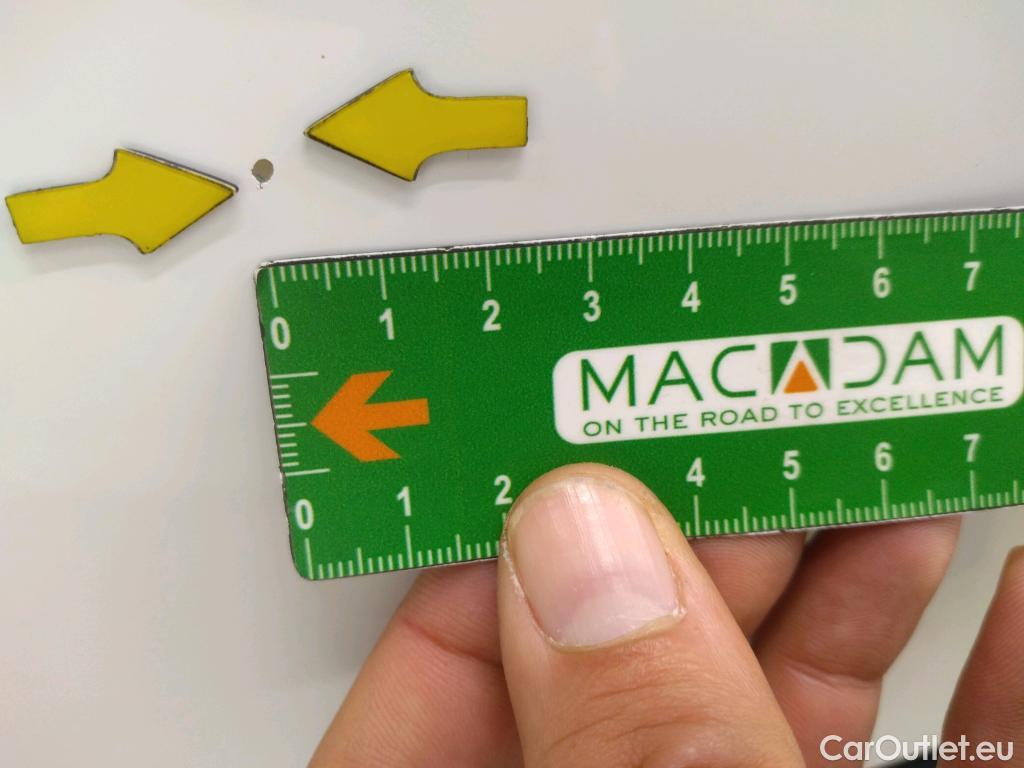 0 1 2 3 4 5 6 7
MACADAM
ON THE ROAD TO EXCELLENCE
0 1 2 4 5 6 7
CarOutlet.eu